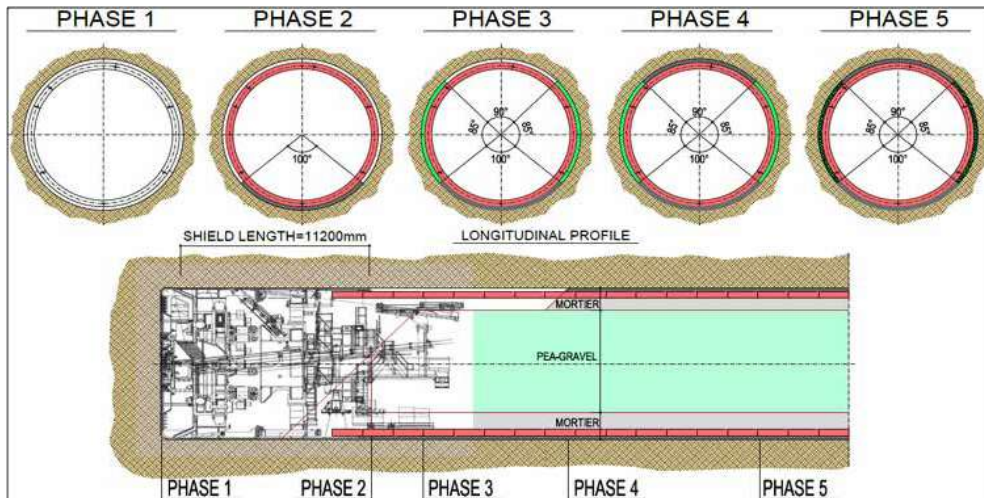 PHASE 1 PHASE 2 PHASE 3 PHASE 4 PHASE 5
90° 90° 90°
85° 85° 85° 85° 85° 85°
100° 100° 100° 100°
SHIELD LENGTH=11200mm LONGITUDINAL PROFILE
MORTIER
PEA-GRAVEL
MORTIER
PHASE 1 PHASE 2 PHASE 3 PHASE 4 PHASE 5